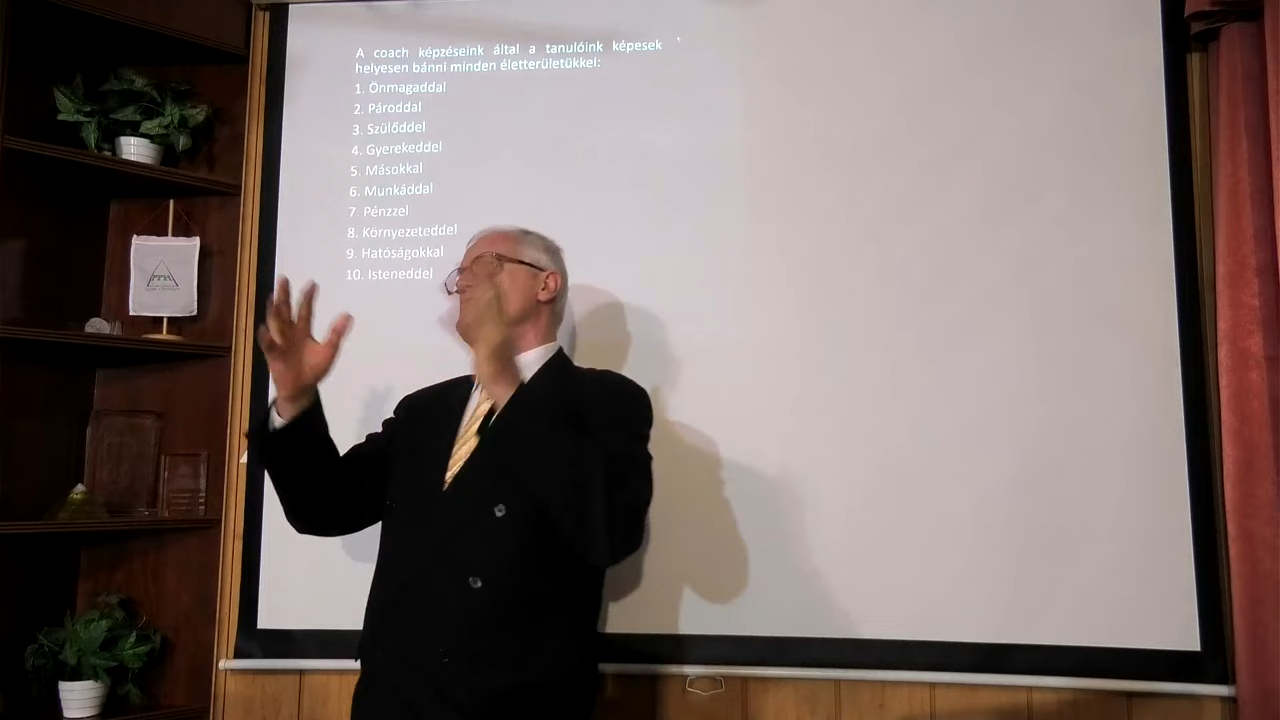 A coach képzéseink által a tanulóink képesek
helyesen bánni minden életterületükkel:
1. Önmagaddal
2. Pároddal
3. Szülőddel
4. Gyerekeddel
5. Másokkal
6. Munkáddal
7. Pénzzel
8. Környezeteddel
9. Hatóságokkal
10. Isteneddel